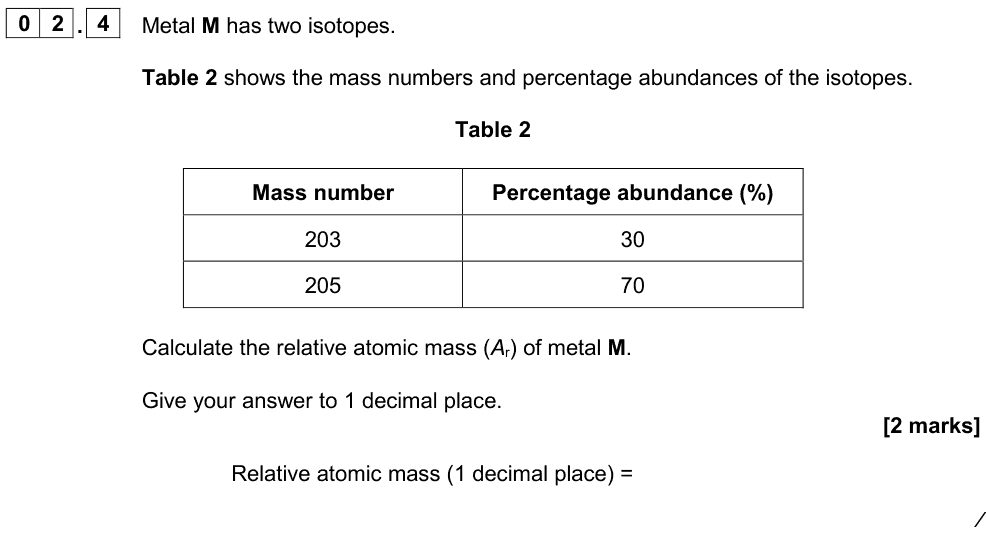 0 2 . 4 Metal M has two isotopes.
Table 2 shows the mass numbers and percentage abundances of the isotopes.
Table 2
Mass number Percentage abundance (%)
203 30
205 70
Calculate the relative atomic mass (Ar) of metal M.
Give your answer to 1 decimal place.
[2 marks]
Relative atomic mass (1 decimal place) =
/